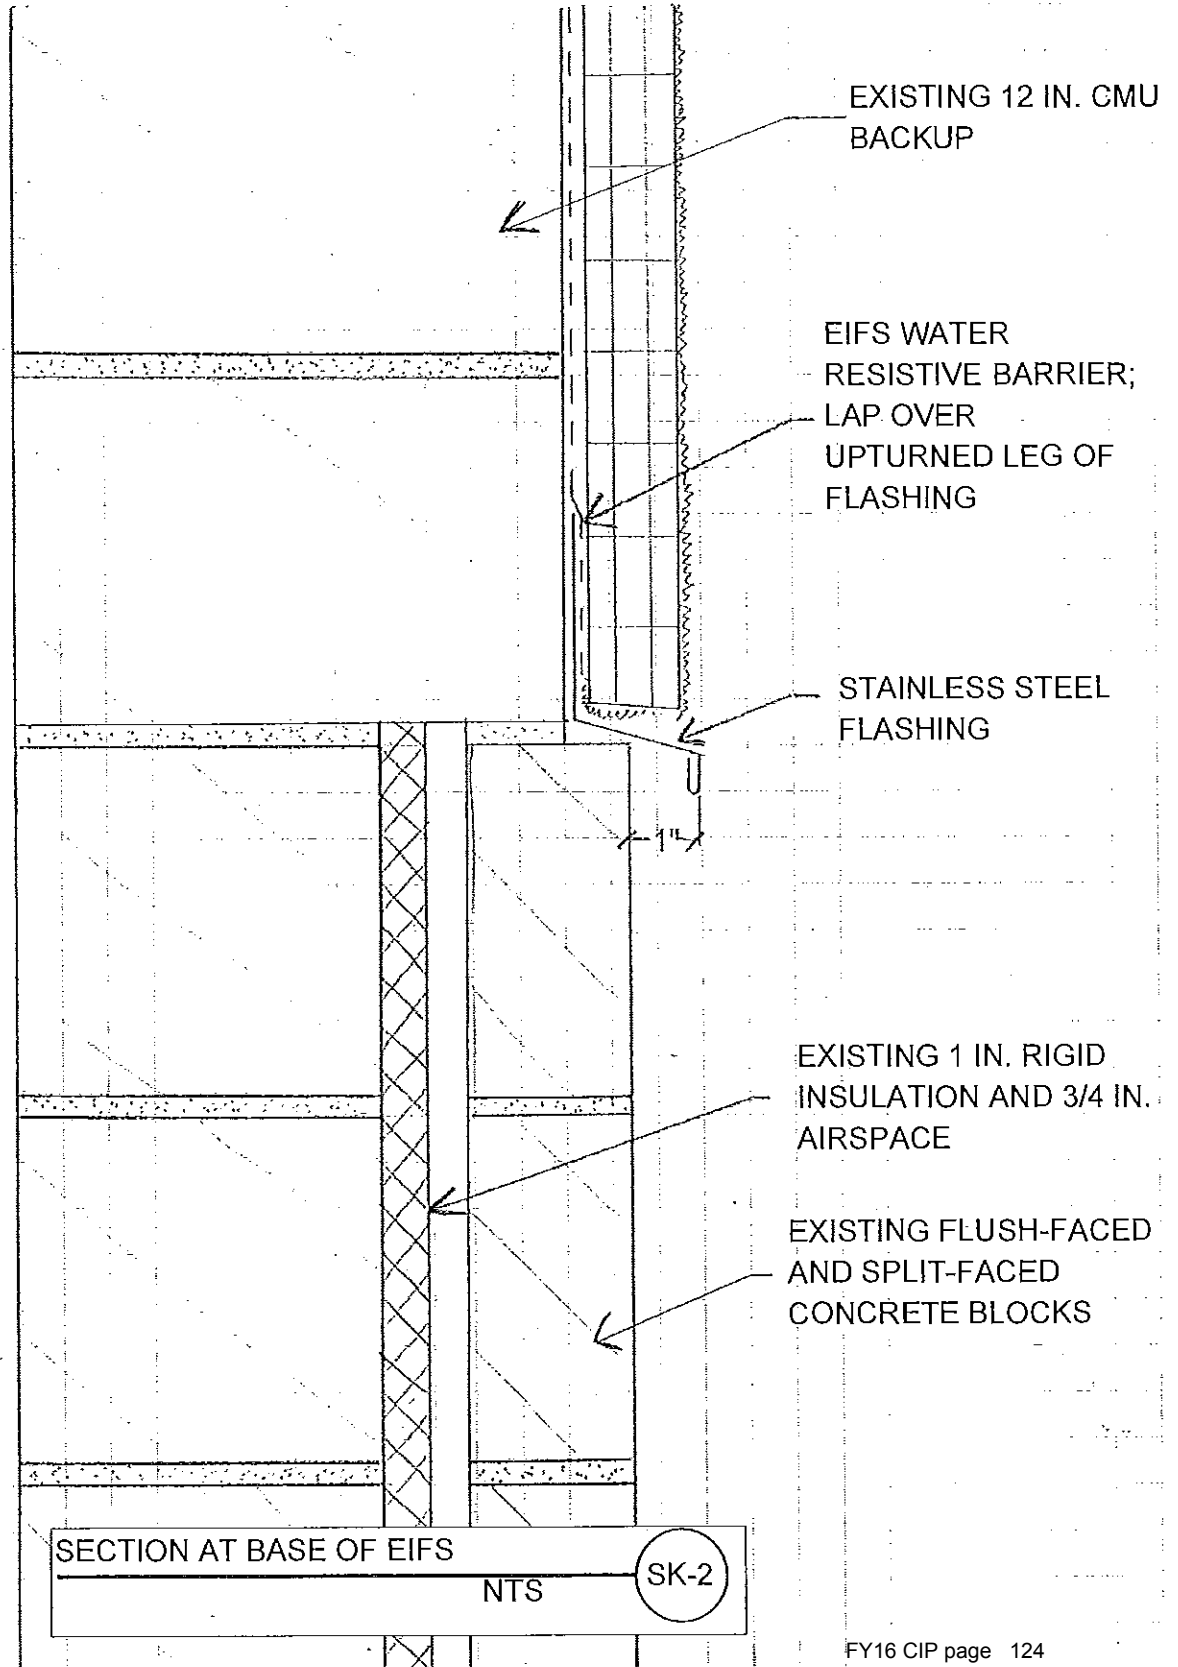 EXISTING 12 IN. CMU
BACKUP
EIFS WATER
RESISTIVE BARRIER;
LAP OVER
UPTURNED LEG OF
FLASHING
STAINLESS STEEL
FLASHING
1"
EXISTING 1 IN. RIGID
INSULATION AND 3/4 IN.
AIRSPACE
EXISTING FLUSH-FACED
AND SPLIT-FACED
CONCRETE BLOCKS
SECTION AT BASE OF EIFS
NTS
SK-2
FY16 CIP page 124